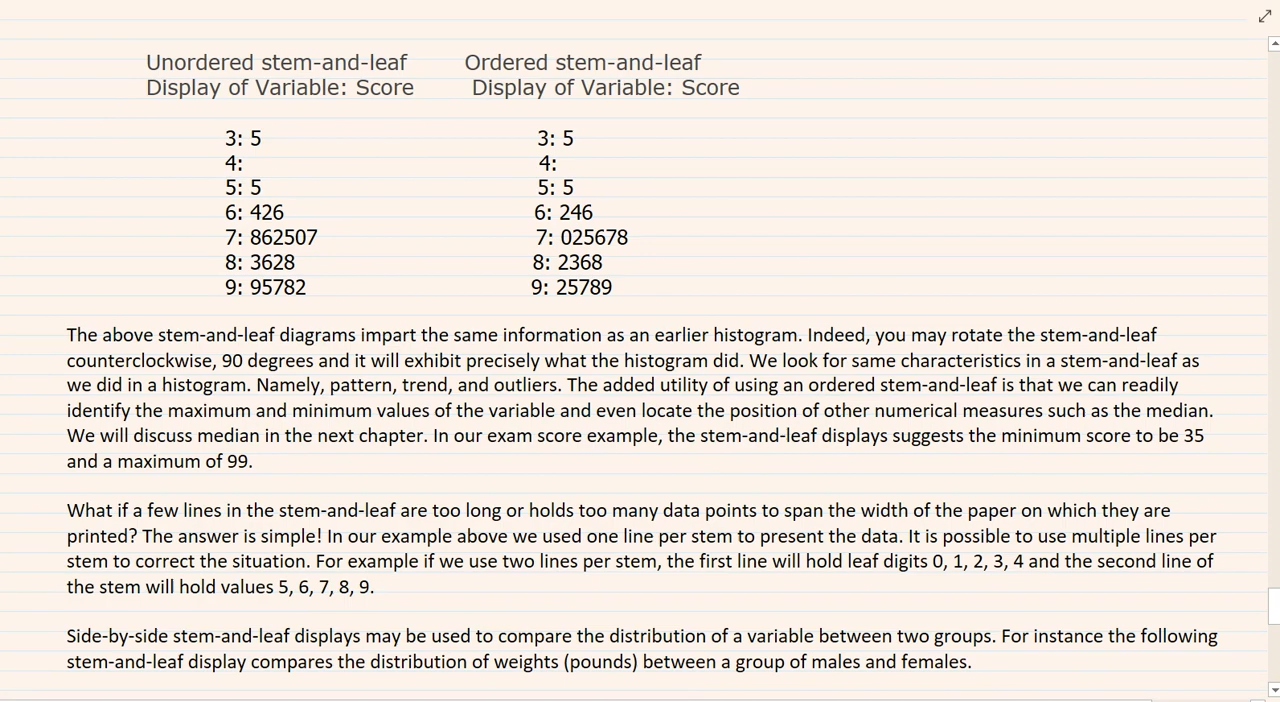 Unordered stem-and-leaf Ordered stem-and-leaf
Display of Variable: Score Display of Variable: Score
3: 5 3: 5
4: 4:
5: 5 5: 5
6: 426 6: 246
7: 862507 7: 025678
8: 3628 8: 2368
9: 95782 9: 25789
The above stem-and-leaf diagrams impart the same information as an earlier histogram. Indeed, you may rotate the stem-and-leaf
counterclockwise, 90 degrees and it will exhibit precisely what the histogram did. We look for same characteristics in a stem-and-leaf as
we did in a histogram. Namely, pattern, trend, and outliers. The added utility of using an ordered stem-and-leaf is that we can readily
identify the maximum and minimum values of the variable and even locate the position of other numerical measures such as the median.
We will discuss median in the next chapter. In our exam score example, the stem-and-leaf displays suggests the minimum score to be 35
and a maximum of 99.
What if a few lines in the stem-and-leaf are too long or holds too many data points to span the width of the paper on which they are
printed? The answer is simple! In our example above we used one line per stem to present the data. It is possible to use multiple lines per
stem to correct the situation. For example if we use two lines per stem, the first line will hold leaf digits 0, 1, 2, 3, 4 and the second line of
the stem will hold values 5, 6, 7, 8, 9.
Side-by-side stem-and-leaf displays may be used to compare the distribution of a variable between two groups. For instance the following
stem-and-leaf display compares the distribution of weights (pounds) between a group of males and females.